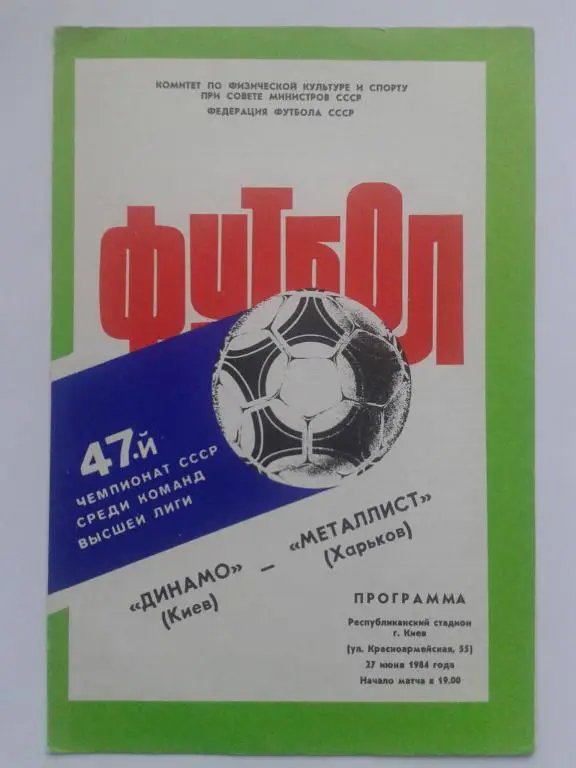 КОМИТЕТ ПО ФИЗИЧЕСКОЙ КУЛЬТУРЕ И СПОРТУ
ПРИ СОВЕТЕ МИНИСТРОВ СССР
ФЕДЕРАЦИЯ ФУТБОЛА СССР
ФУТБОЛ
47-Й
ЧЕМПИОНАТ СССР
СРЕДИ КОМАНД
ВЫСШЕЙ ЛИГИ
«ДИНАМО» — «МЕТАЛЛИСТ»
(Киев) (Харьков)
ПРОГРАММА
Республиканский стадион
г. Киев
(ул. Красноармейская, 55)
27 июня 1984 года
Начало матча в 19.00